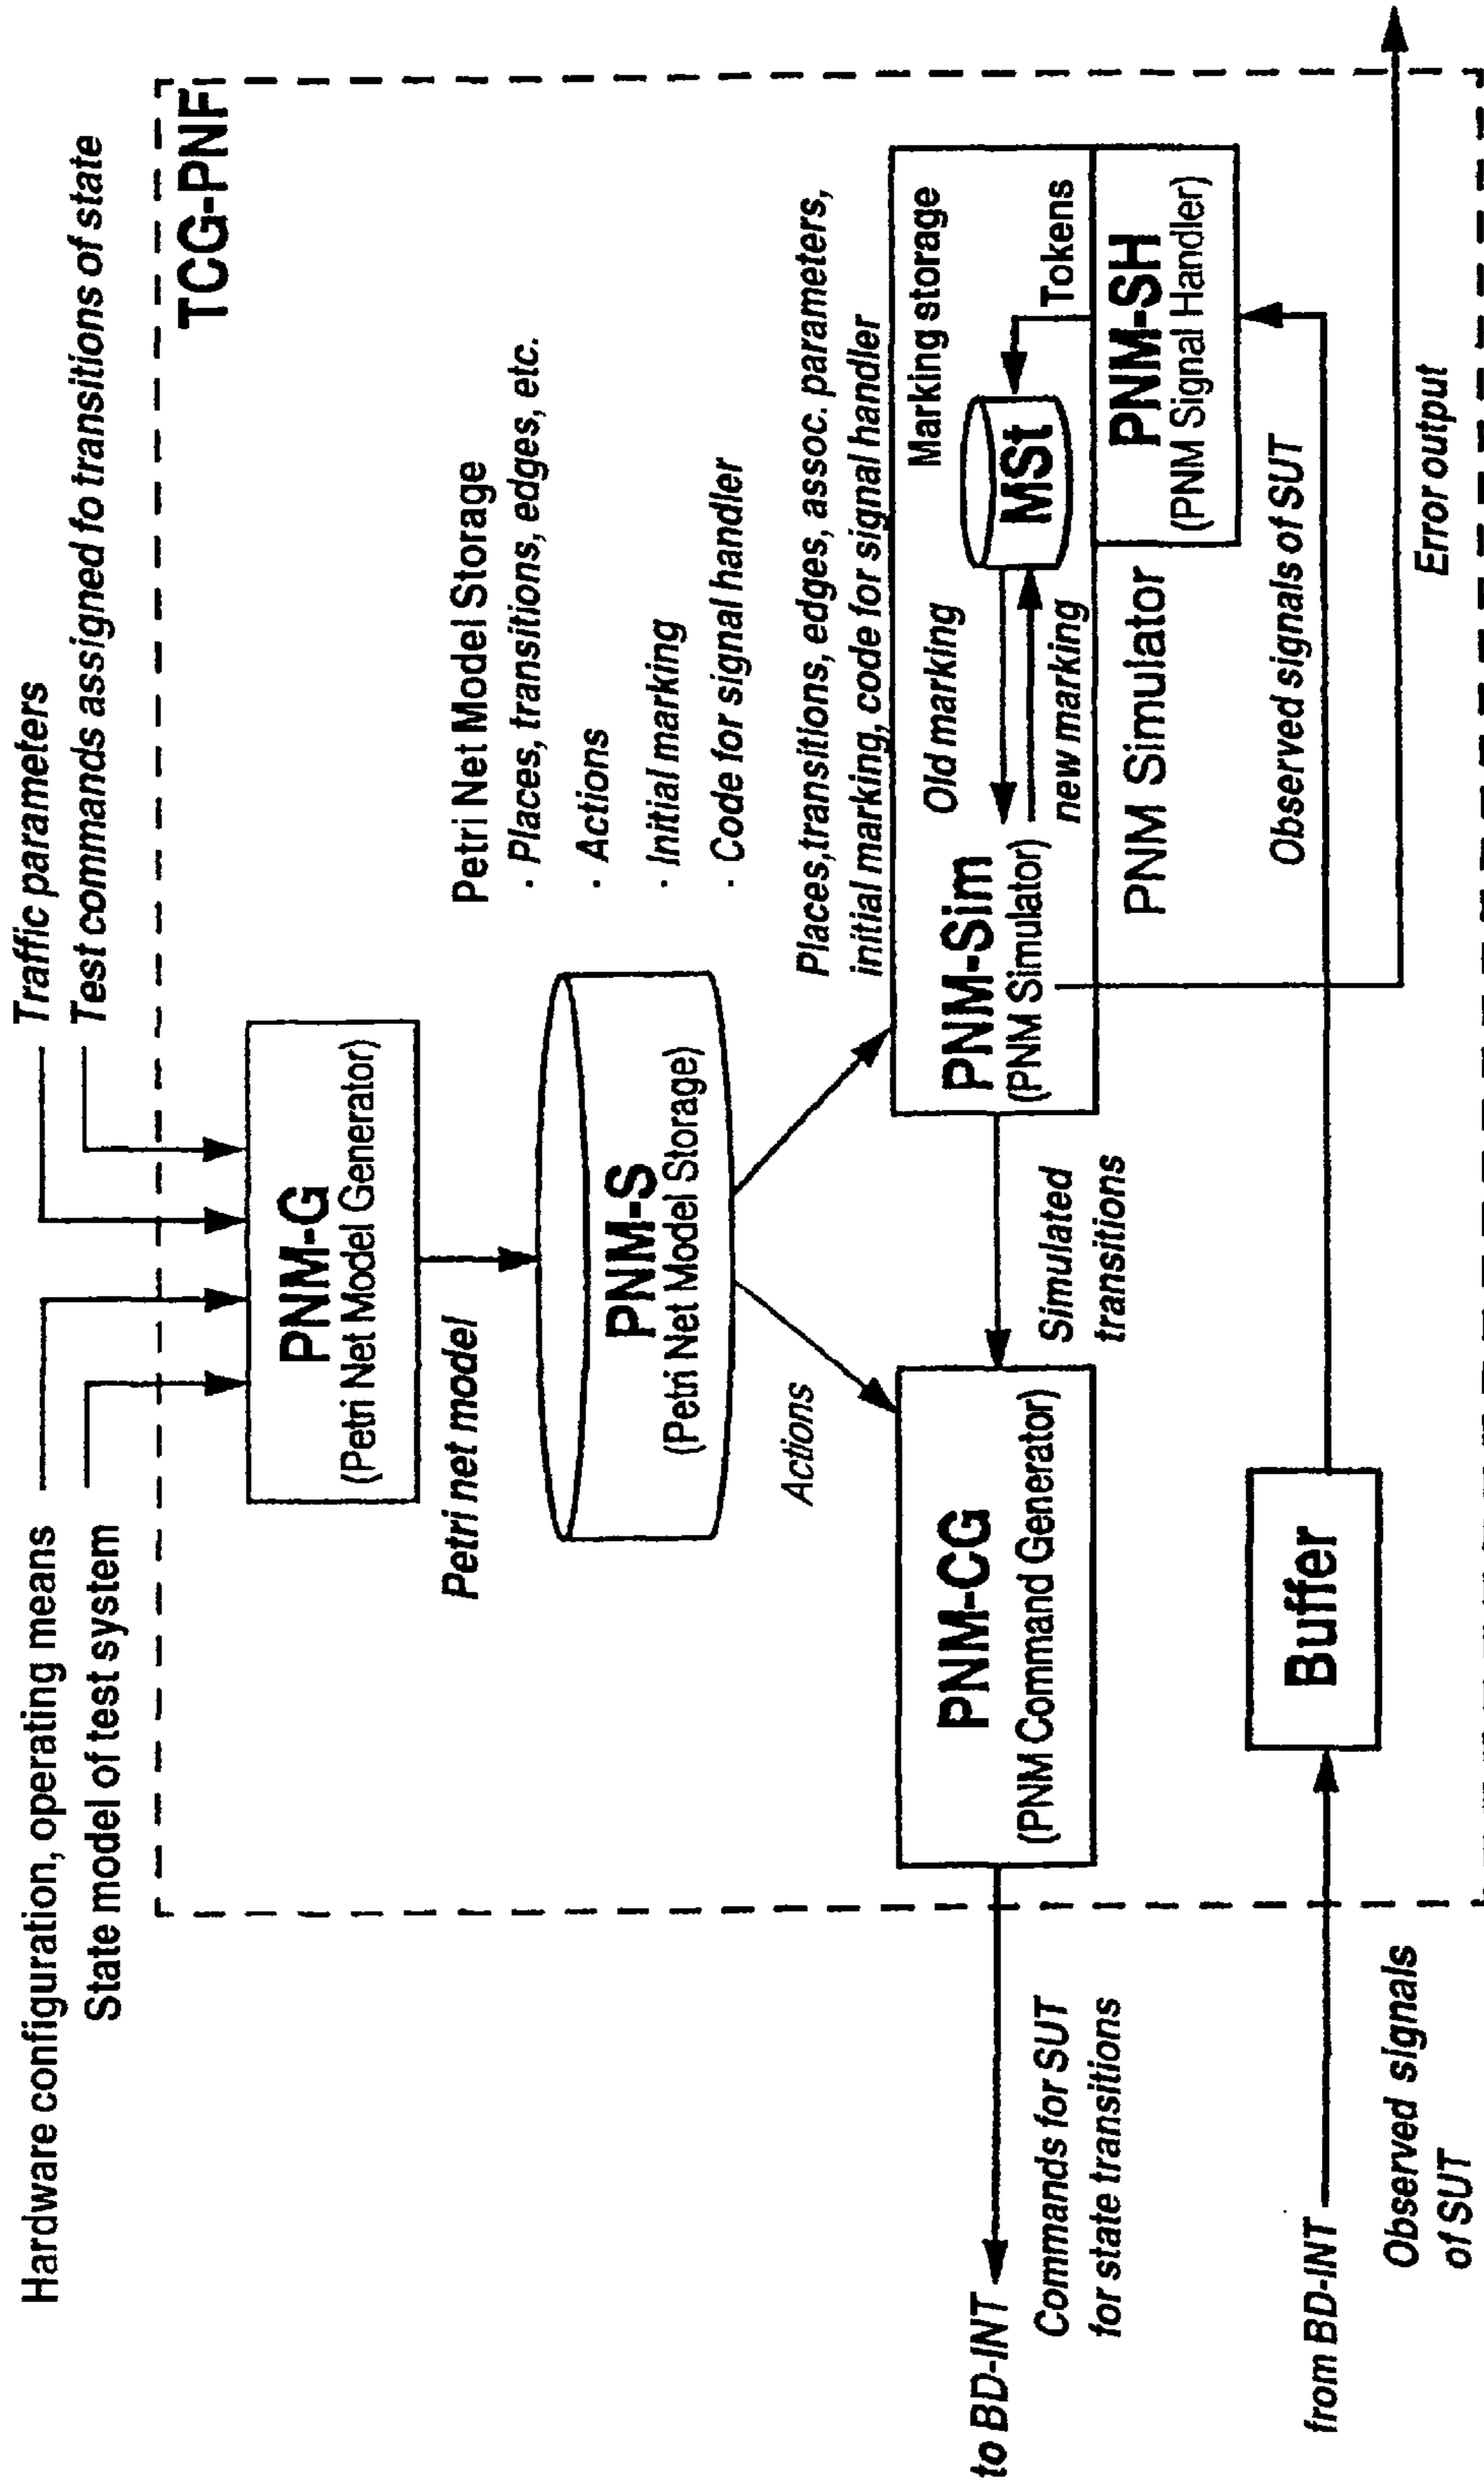 Hardware configuration, operating means
State model of test system
Traffic parameters
Test commands assigned fo transitions of state
TCG-PNF
PNM-G
(Petri Net Model Generator)
Petri net model
Petri Net Model Storage
· Places, transitions, edges, etc.
· Actions
· Initial marking
· Code for signal handler
PNM-S
(Petri Net Model Storage)
Actions
Places,transitions, edges, assoc. parameters,
initial marking, code for signal handler
PNM-CG
(PNM Command Generator)
Simulated
transitions
PNM-Sim
(PNM Simulator)
Old marking
new marking
Marking storage
MSt
Tokens
PNM-SH
(PNM Signal Handler)
PNM Simulator
to BD-INT
Commands for SUT
for state transitions
from BD-INT
Observed signals
of SUT
Buffer
Observed signals of SUT
Error output